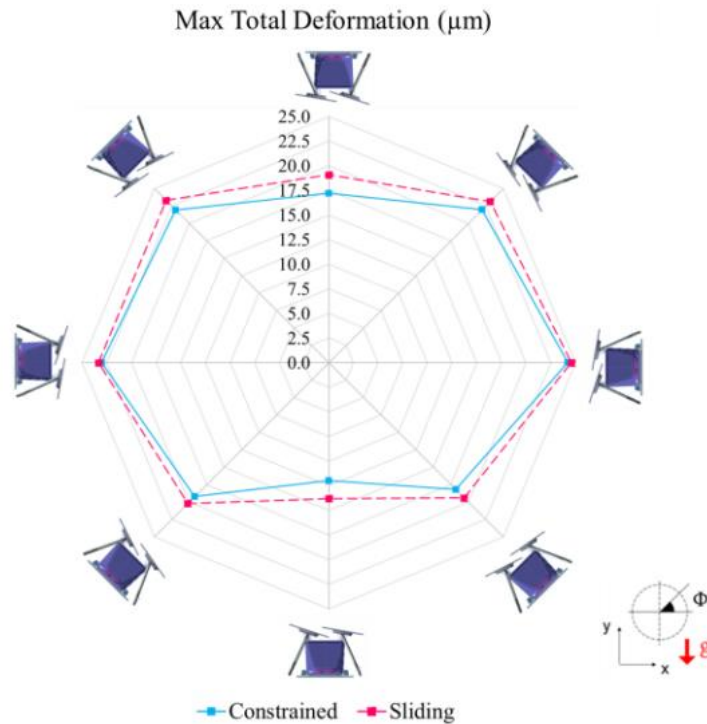 Max Total Deformation (µm)
25.0
22.5
20.0
17.5
15.0
12.5
10.0
7.5
5.0
2.5
0.0
Φ
y
g
x
Constrained
Sliding